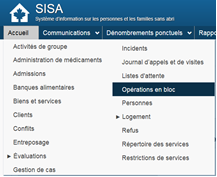 SISA
Système d'information sur les personnes et les familles sans abri
Accueil Communications Dénombrements ponctuels Rappo
Activités de groupe
Administration de médicaments
Admissions
Banques alimentaires
Biens et services
Clients
Conflits
Entreposage
Évaluations
Gestion de cas
Incidents
Journal d'appels et de visites
Listes d'attente
Opérations en bloc
Personnes
Logement
Refus
Répertoire des services
Restrictions de services